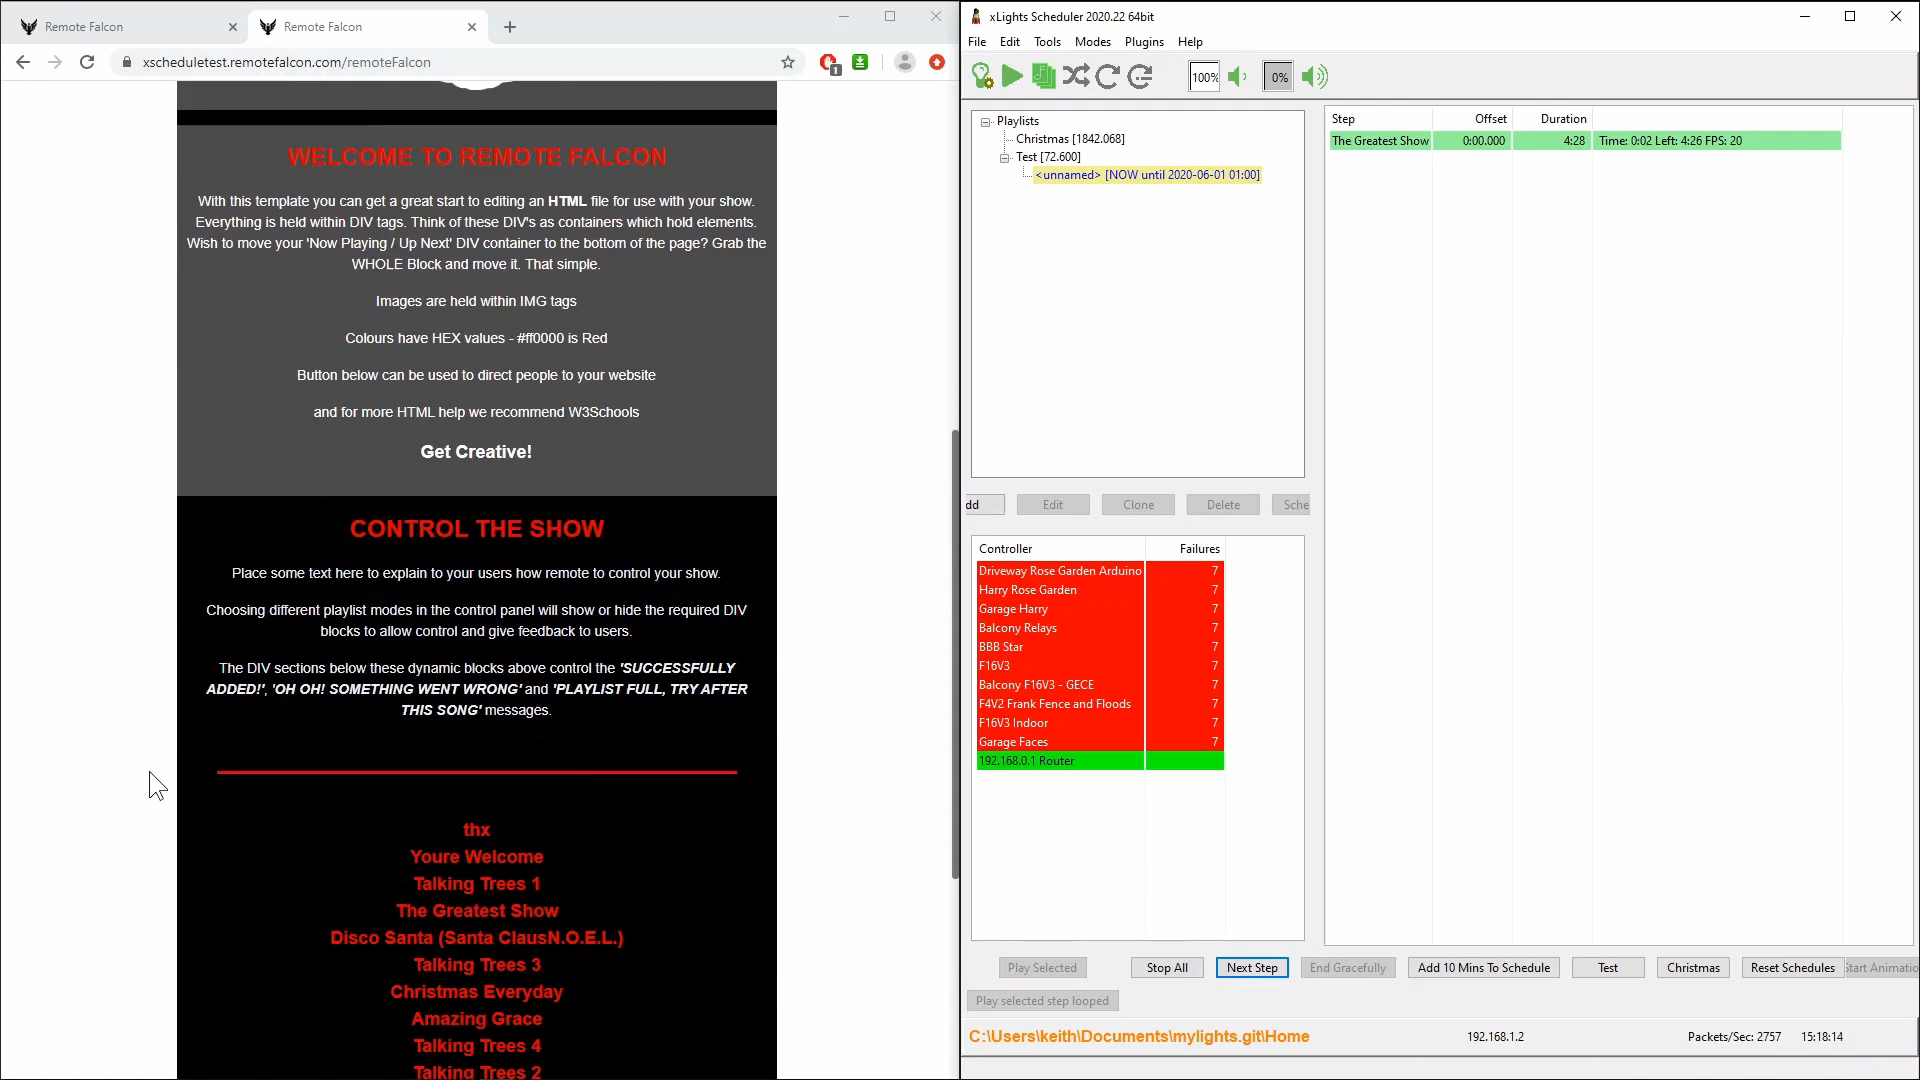 Remote Falcon
Remote Falcon
xscheduletest.remotefalcon.com/remoteFalcon
1
WELCOME TO REMOTE FALCON
With this template you can get a great start to editing an HTML file for use with your show.
Everything is held within DIV tags. Think of these DIV's as containers which hold elements.
Wish to move your 'Now Playing / Up Next' DIV container to the bottom of the page? Grab the
WHOLE Block and move it. That simple.
Images are held within IMG tags
Colours have HEX values - #ff0000 is Red
Button below can be used to direct people to your website
and for more HTML help we recommend W3Schools
Get Creative!
CONTROL THE SHOW
Place some text here to explain to your users how remote to control your show.
Choosing different playlist modes in the control panel will show or hide the required DIV
blocks to allow control and give feedback to users.
The DIV sections below these dynamic blocks above control the 'SUCCESSFULLY
ADDED!', 'OH OH! SOMETHING WENT WRONG' and 'PLAYLIST FULL, TRY AFTER
THIS SONG' messages.
thx
Youre Welcome
Talking Trees 1
The Greatest Show
Disco Santa (Santa ClausN.O.E.L.)
Talking Trees 3
Christmas Everyday
Amazing Grace
Talking Trees 4
Talking Trees 2
xLights Scheduler 2020.22 64bit
File Edit Tools Modes Plugins Help
100% 0%
Playlists
Christmas [1842.068]
Test [72.600]
<unnamed> [NOW until 2020-06-01 01:00]
dd Edit Clone Delete Sche
Controller Failures
Driveway Rose Garden Arduino 7
Harry Rose Garden 7
Garage Harry 7
Balcony Relays 7
BBB Star 7
F16V3 7
Balcony F16V3 - GECE 7
F4V2 Frank Fence and Floods 7
F16V3 Indoor 7
Garage Faces 7
192.168.0.1 Router
Step Offset Duration
The Greatest Show 0:00.000 4:28 Time: 0:02 Left: 4:26 FPS: 20
Play Selected Stop All Next Step End Gracefully Add 10 Mins To Schedule Test Christmas Reset Schedules Start Animatio
Play selected step looped
C:\Users\keith\Documents\mylights.git\Home 192.168.1.2 Packets/Sec: 2757 15:18:14